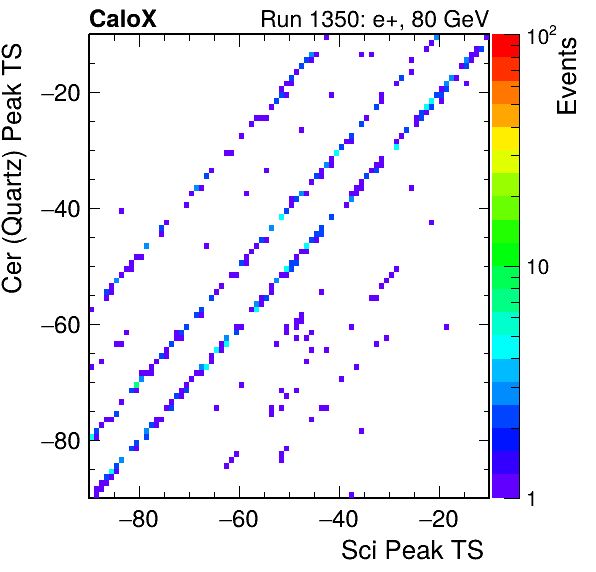 CaloX Run 1350: e+, 80 GeV
Cer (Quartz) Peak TS
−20
−40
−60
−80
−80 −60 −40 −20
Sci Peak TS
10²
10
1
Events